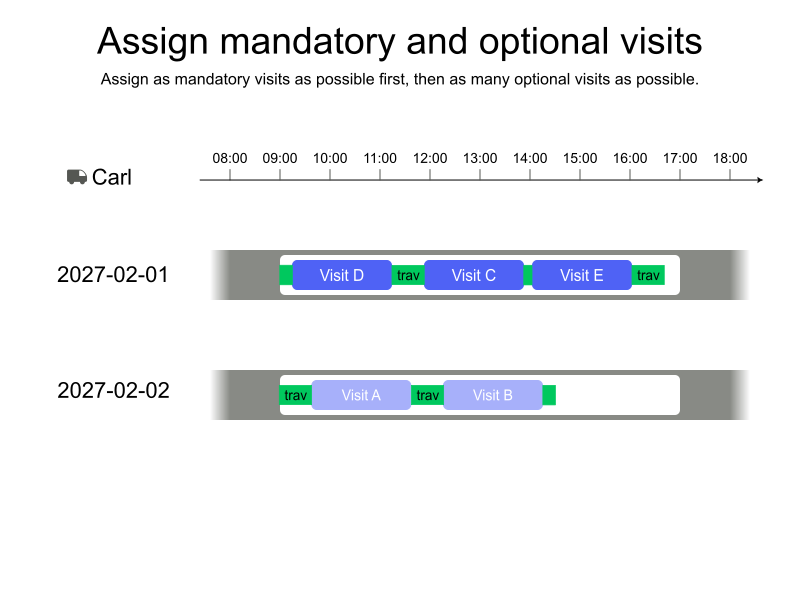 Assign mandatory and optional visits
Assign as mandatory visits as possible first, then as many optional visits as possible.
08:00 09:00 10:00 11:00 12:00 13:00 14:00 15:00 16:00 17:00 18:00
Carl
2027-02-01 Visit D trav Visit C Visit E trav
2027-02-02 trav Visit A trav Visit B